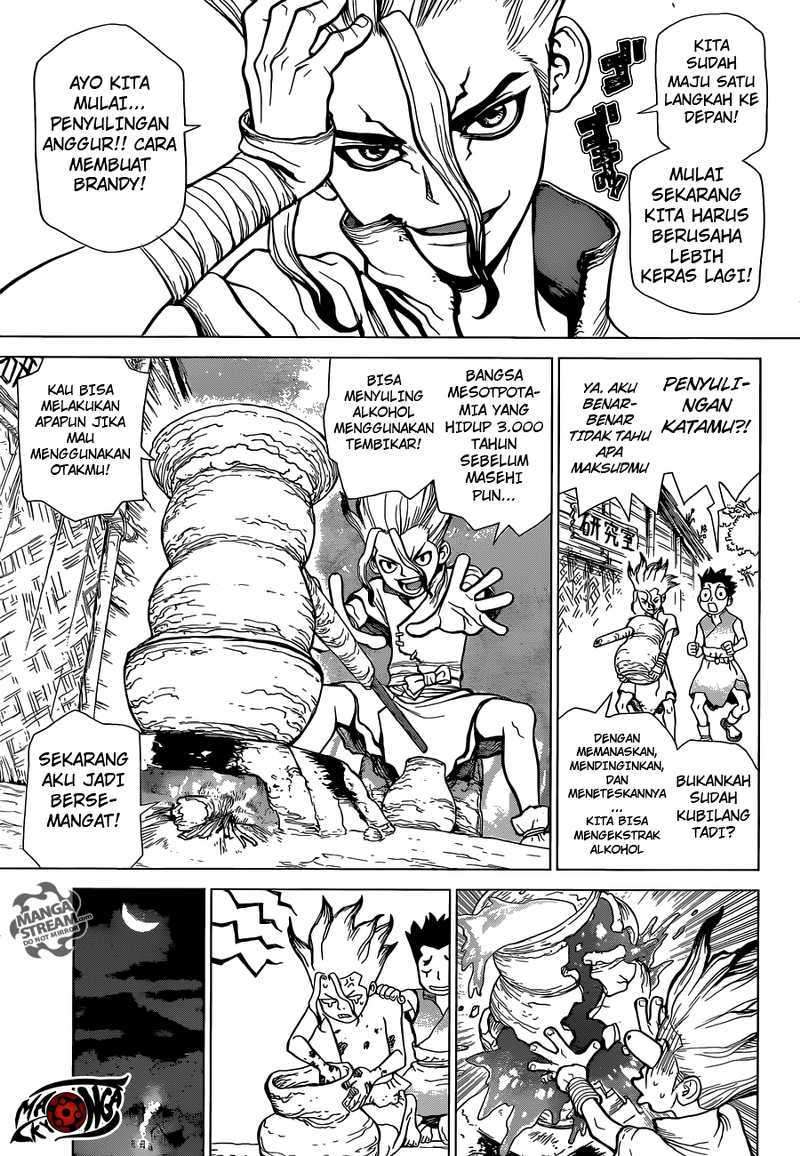 KITA
SUDAH
MAJU SATU
LANGKAH KE
DEPAN!
MULAI
SEKARANG
KITA HARUS
BERUSAHA
LEBIH
KERAS LAGI!
AYO KITA
MULAI...
PENYULINGAN
ANGGUR!! CARA
MEMBUAT
BRANDY!
PENYULI-
NGAN
KATAMU?!
YA. AKU
BENAR-
BENAR
TIDAK TAHU
APA
MAKSUDMU
研究室
BUKANKAH
SUDAH
KUBILANG
TADI?
DENGAN
MEMANASKAN,
MENDINGINKAN,
DAN
MENETESKANNYA
...
KITA BISA
MENGEKSTRAK
ALKOHOL
BANGSA
MESOTPOTA-
MIA YANG
HIDUP 3.000
TAHUN
SEBELUM
MASEHI
PUN...
BISA
MENYULING
ALKOHOL
MENGGUNAKAN
TEMBIKAR!
KAU BISA
MELAKUKAN
APAPUN JIKA
MAU
MENGGUNAKAN
OTAKMU!
SEKARANG
AKU JADI
BERSE-
MANGAT!
MANGA
STREAM.com
DO NOT MIRROR!
MANGA
KU